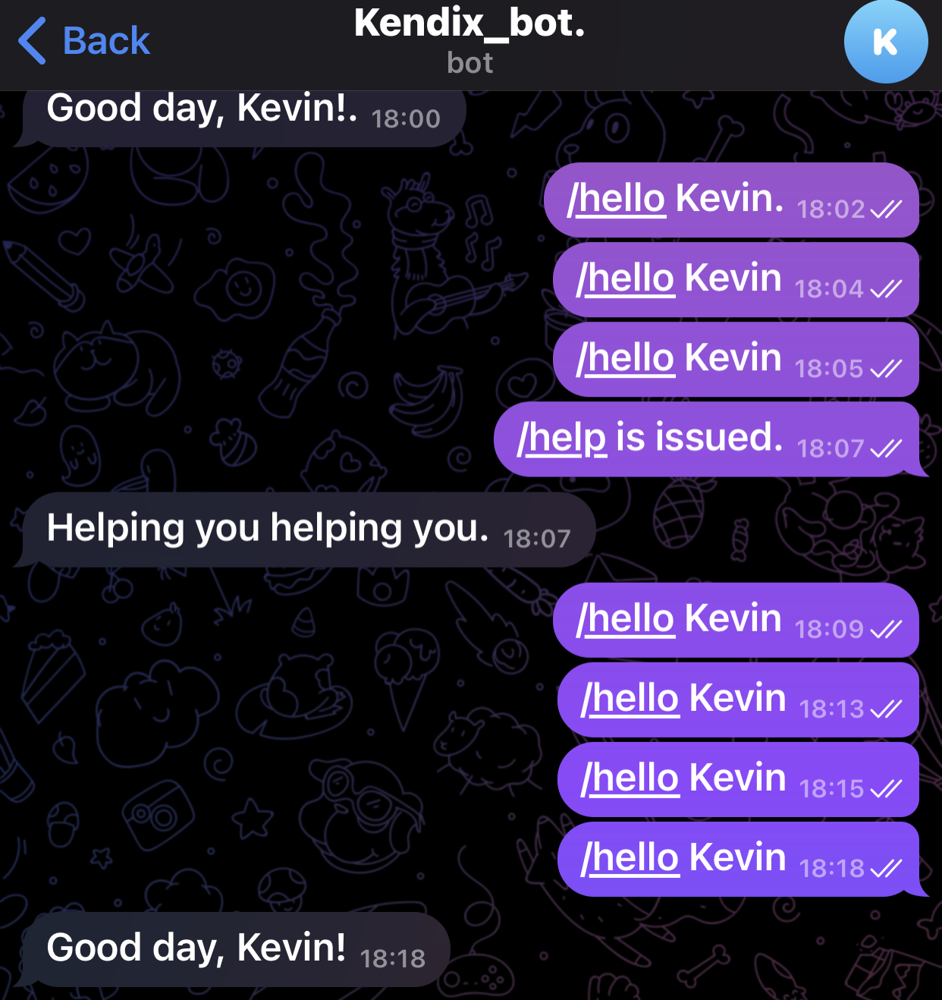 Back
Kendix_bot.
bot
K
Good day, Kevin!. 18:00
/hello Kevin. 18:02
/hello Kevin 18:04
/hello Kevin 18:05
/help is issued. 18:07
Helping you helping you. 18:07
/hello Kevin 18:09
/hello Kevin 18:13
/hello Kevin 18:15
/hello Kevin 18:18
Good day, Kevin! 18:18